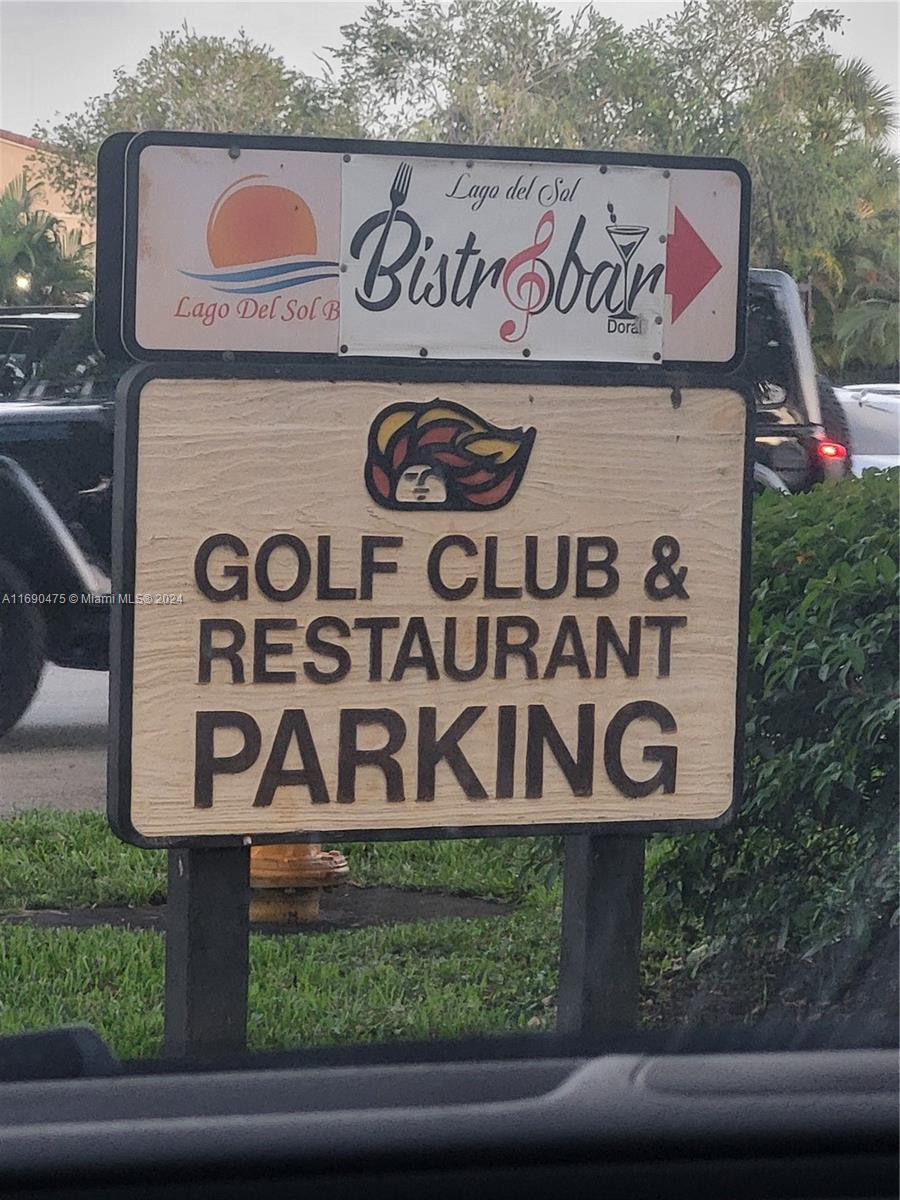 Lago Del Sol B
Lago del Sol
Bistrobar
Doral
GOLF CLUB &
RESTAURANT
PARKING
A11690475 © Miami MLS® 2024